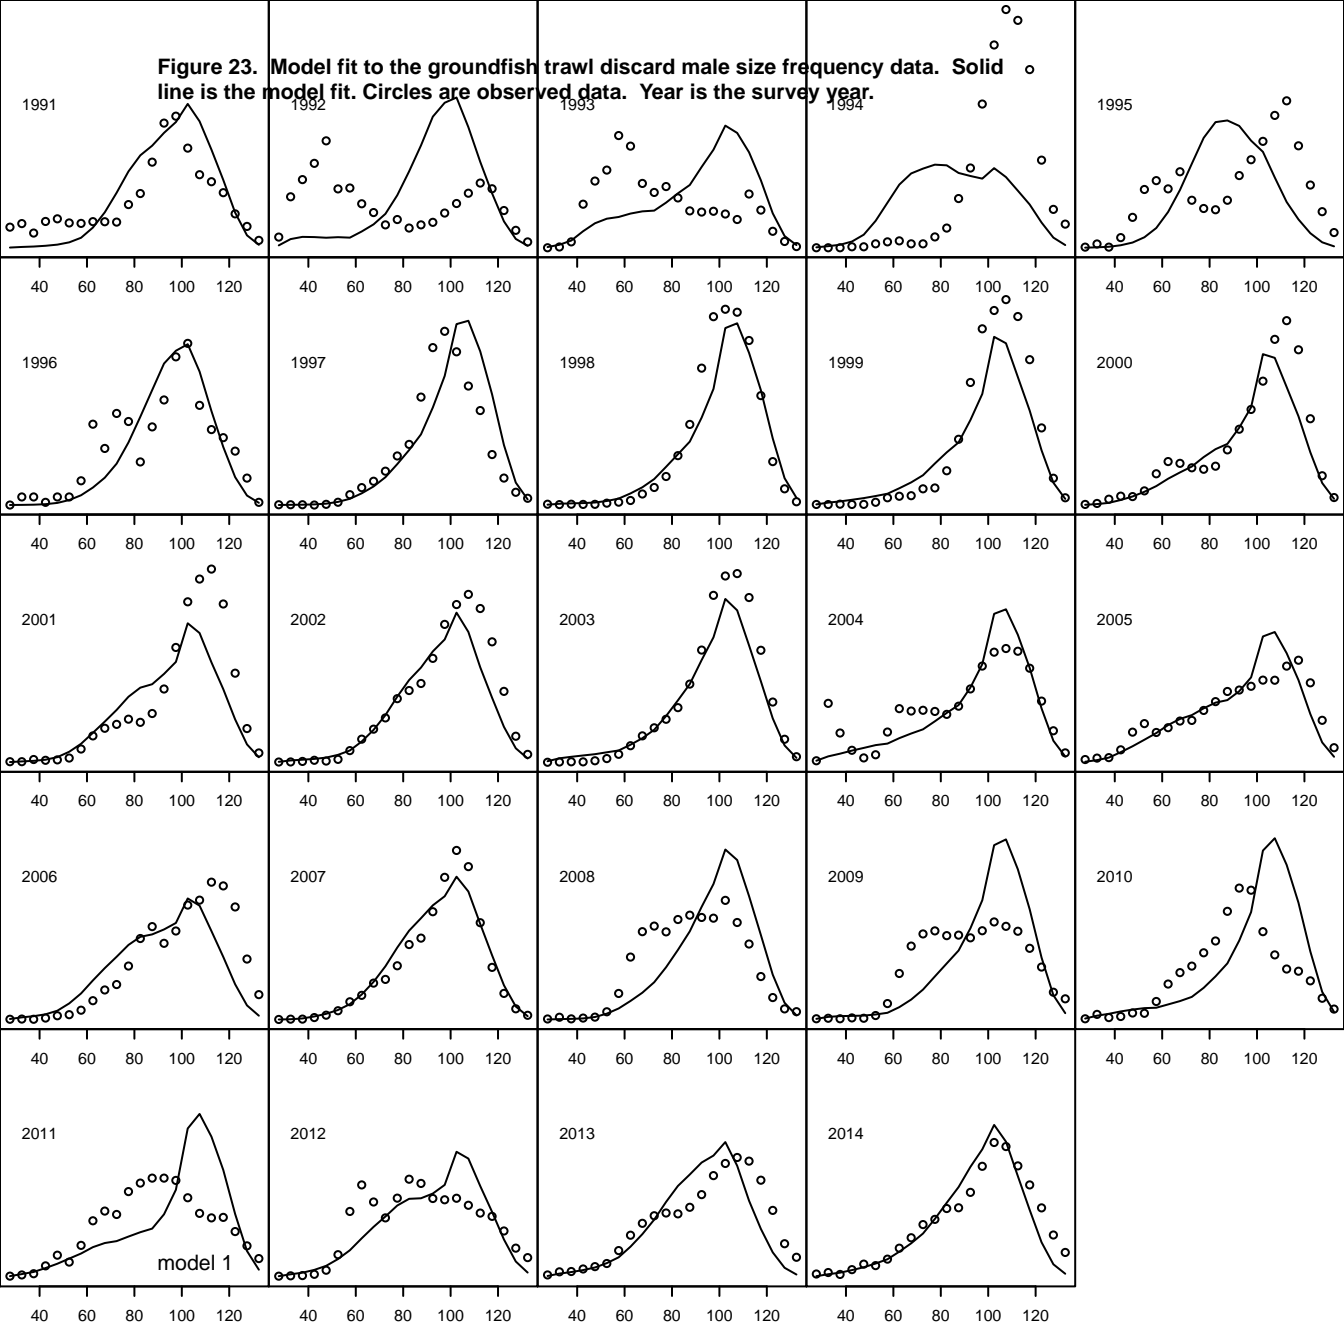 Figure 23. Model fit to the groundfish trawl discard male size frequency data. Solid
line is the model fit. Circles are observed data. Year is the survey year.
1991 1992 1993 1994 1995
40 60 80 100 120 40 60 80 100 120 40 60 80 100 120 40 60 80 100 120 40 60 80 100 120
1996 1997 1998 1999 2000
40 60 80 100 120 40 60 80 100 120 40 60 80 100 120 40 60 80 100 120 40 60 80 100 120
2001 2002 2003 2004 2005
40 60 80 100 120 40 60 80 100 120 40 60 80 100 120 40 60 80 100 120 40 60 80 100 120
2006 2007 2008 2009 2010
40 60 80 100 120 40 60 80 100 120 40 60 80 100 120 40 60 80 100 120 40 60 80 100 120
2011 2012 2013 2014
model 1
40 60 80 100 120 40 60 80 100 120 40 60 80 100 120 40 60 80 100 120